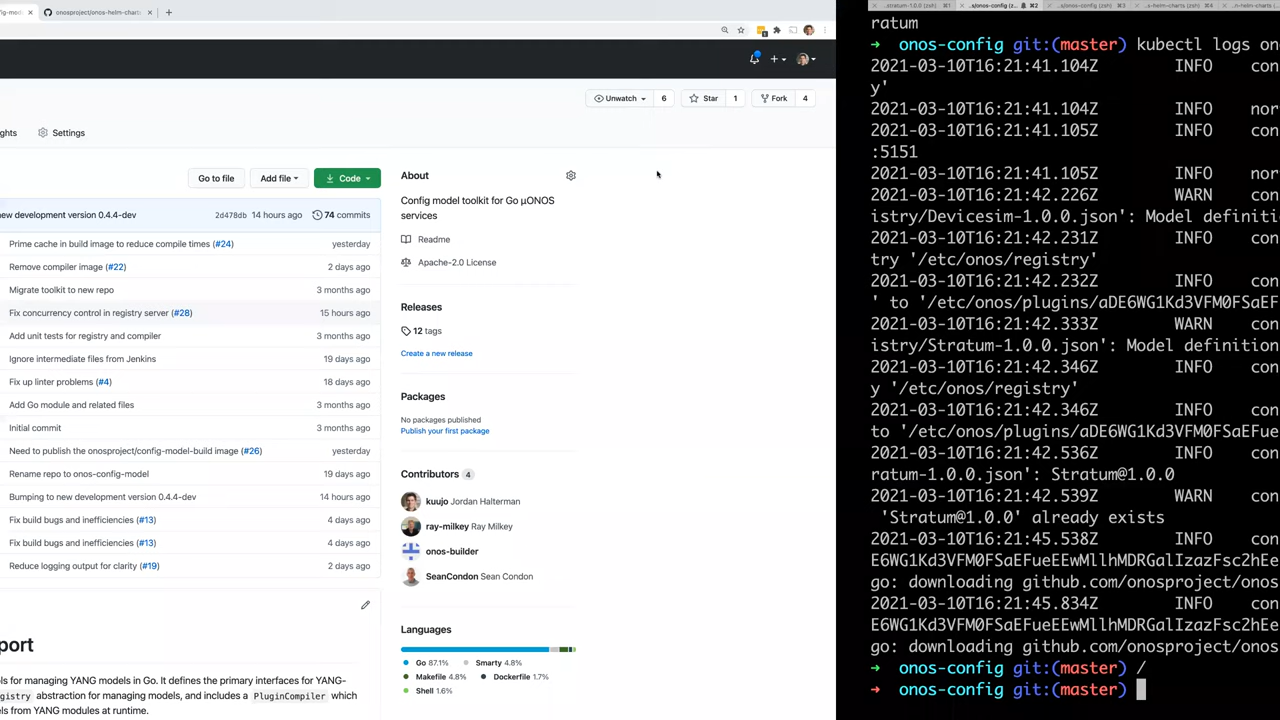 onosproject/onos-helm-charts
Unwatch 6
Star 1
Fork 4
ghts
Settings
Go to file
Add file
Code
new development version 0.4.4-dev
2d478db 14 hours ago 74 commits
Prime cache in build image to reduce compile times (#24) yesterday
Remove compiler image (#22) 2 days ago
Migrate toolkit to new repo 3 months ago
Fix concurrency control in registry server (#28) 15 hours ago
Add unit tests for registry and compiler 3 months ago
Ignore intermediate files from Jenkins 19 days ago
Fix up linter problems (#4) 18 days ago
Add Go module and related files 3 months ago
Initial commit 3 months ago
Need to publish the onosproject/config-model-build image (#26) yesterday
Rename repo to onos-config-model 19 days ago
Bumping to new development version 0.4.4-dev 14 hours ago
Fix build bugs and inefficiencies (#13) 4 days ago
Fix build bugs and inefficiencies (#13) 4 days ago
Reduce logging output for clarity (#19) 2 days ago
port
ls for managing YANG models in Go. It defines the primary interfaces for YANG-
gistry abstraction for managing models, and includes a PluginCompiler which
els from YANG models at runtime.
About
Config model toolkit for Go µONOS
services
Readme
Apache-2.0 License
Releases
12 tags
Create a new release
Packages
No packages published
Publish your first package
Contributors 4
kuujo Jordan Halterman
ray-milkey Ray Milkey
onos-builder
SeanCondon Sean Condon
Languages
Go 87.1% Smarty 4.8%
Makefile 4.8% Dockerfile 1.7%
Shell 1.6%
ratum
→ onos-config git:(master) kubectl logs on
2021-03-10T16:21:41.104Z INFO con
y'
2021-03-10T16:21:41.104Z INFO nor
2021-03-10T16:21:41.105Z INFO con
:5151
2021-03-10T16:21:41.105Z INFO nor
2021-03-10T16:21:42.226Z WARN con
istry/Devicesim-1.0.0.json': Model definiti
2021-03-10T16:21:42.231Z INFO con
try '/etc/onos/registry'
2021-03-10T16:21:42.232Z INFO con
' to '/etc/onos/plugins/aDE6WG1Kd3VFM0FSaEF
2021-03-10T16:21:42.333Z WARN con
istry/Stratum-1.0.0.json': Model definition
2021-03-10T16:21:42.346Z INFO con
y '/etc/onos/registry'
2021-03-10T16:21:42.346Z INFO con
to '/etc/onos/plugins/aDE6WG1Kd3VFM0FSaEFue
2021-03-10T16:21:42.536Z INFO con
ratum-1.0.0.json': Stratum@1.0.0
2021-03-10T16:21:42.539Z WARN con
'Stratum@1.0.0' already exists
2021-03-10T16:21:45.538Z INFO con
E6WG1Kd3VFM0FSaEFueEEwMllhMDRGalIzazFsc2hEe
go: downloading github.com/onosproject/onos
2021-03-10T16:21:45.834Z INFO con
E6WG1Kd3VFM0FSaEFueEEwMllhMDRGalIzazFsc2hEe
go: downloading github.com/onosproject/onos
→ onos-config git:(master) /
→ onos-config git:(master)